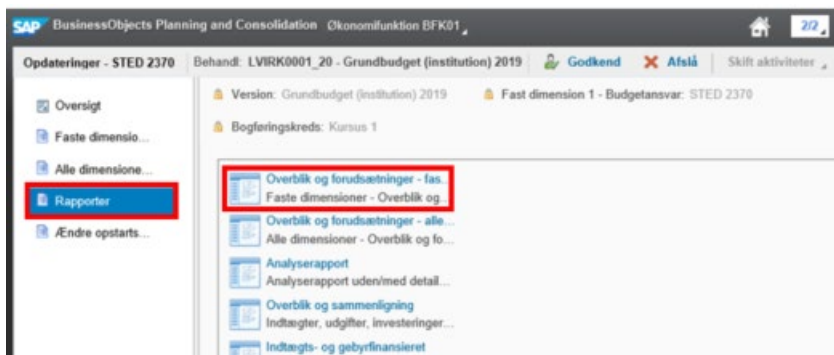 SAP BusinessObjects Planning and Consolidation Økonomifunktion BFK01 2/2
Opdateringer - STED 2370 Behandl: LVIRK0001_20 - Grundbudget (institution) 2019 Godkend Afslå Skift aktiviteter
Oversigt
Faste dimensio...
Alle dimensione...
Rapporter
Ændre opstarts...
Version: Grundbudget (institution) 2019 Fast dimension 1 - Budgetansvar: STED 2370
Bogføringskreds: Kursus 1
Overblik og forudsætninger - fas...
Faste dimensioner - Overblik og...
Overblik og forudsætninger - alle...
Alle dimensioner - Overblik og fo...
Analyserapport
Analyserapport uden/med detail...
Overblik og sammenligning
Indtægter, udgifter, investeringer...
Indtægts- og gebyrfinansieret